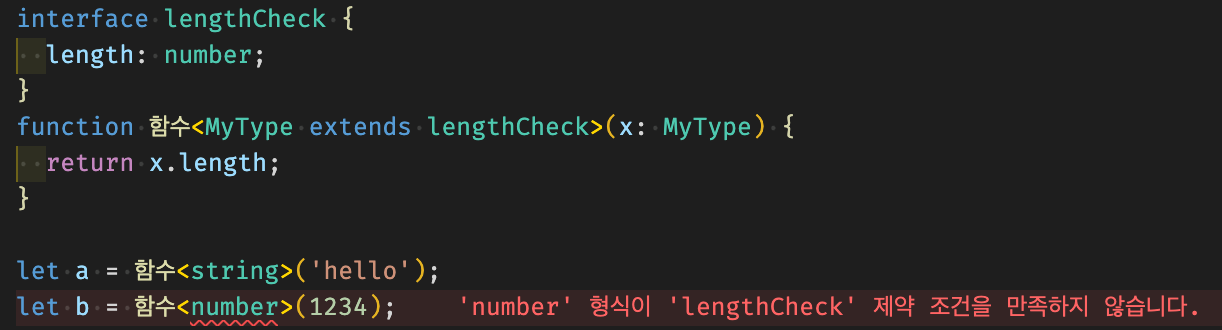 interface lengthCheck {
  length: number;
}
function 함수<MyType extends lengthCheck>(x: MyType) {
  return x.length;
}
let a = 함수<string>('hello');
let b = 함수<number>(1234);     'number' 형식이 'lengthCheck' 제약 조건을 만족하지 않습니다.